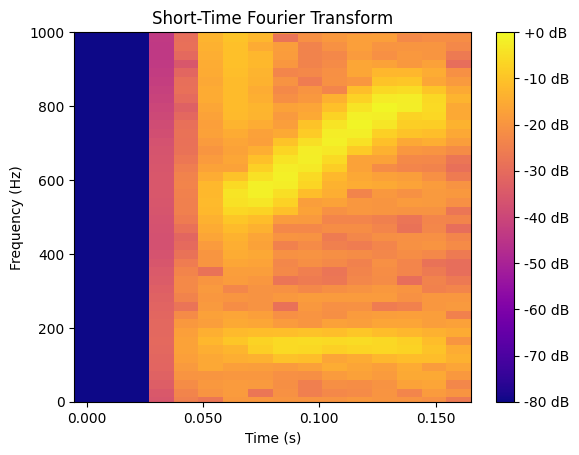 Short-Time Fourier Transform
1000
800
600
400
200
0
Frequency (Hz)
0.000
0.050
0.100
0.150
Time (s)
+0 dB
-10 dB
-20 dB
-30 dB
-40 dB
-50 dB
-60 dB
-70 dB
-80 dB